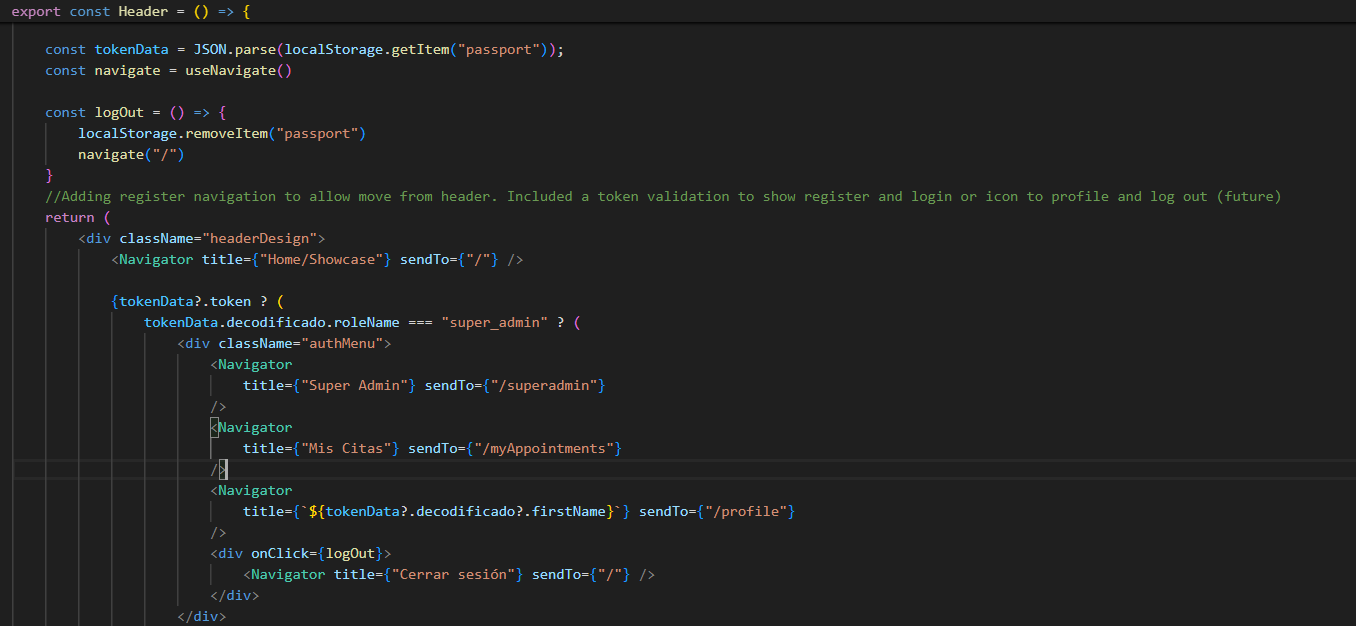 export const Header = () => {
const tokenData = JSON.parse(localStorage.getItem("passport"));
const navigate = useNavigate()
const logOut = () => {
localStorage.removeItem("passport")
navigate("/")
}
//Adding register navigation to allow move from header. Included a token validation to show register and login or icon to profile and log out (future)
return (
<div className="headerDesign">
<Navigator title={"Home/Showcase"} sendTo={"/"} />
{tokenData?.token ? (
tokenData.decodificado.roleName === "super_admin" ? (
<div className="authMenu">
<Navigator
title={"Super Admin"} sendTo={"/superadmin"}
/>
<Navigator
title={"Mis Citas"} sendTo={"/myAppointments"}
/>
<Navigator
title={`${tokenData?.decodificado?.firstName}`} sendTo={"/profile"}
/>
<div onClick={logOut}>
<Navigator title={"Cerrar sesión"} sendTo={"/"} />
</div>
</div>